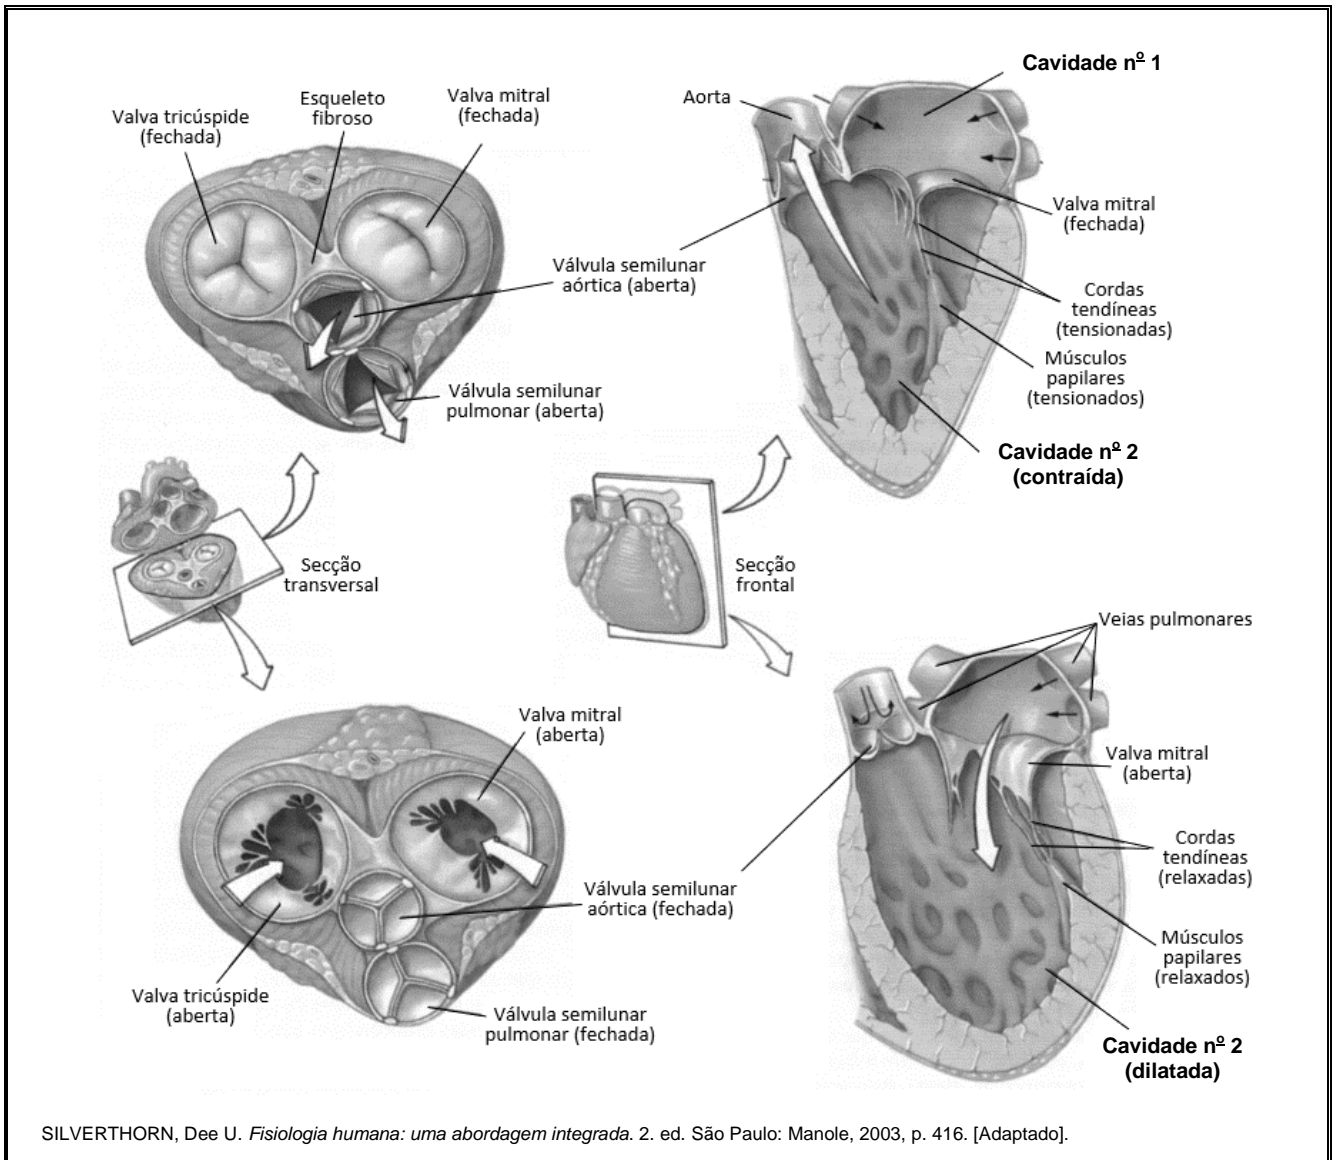 Cavidade nº 1
Aorta
Valva tricúspide
(fechada)
Esqueleto
fibroso
Valva mitral
(fechada)
Valva mitral
(fechada)
Válvula semilunar
aórtica (aberta)
Cordas
tendíneas
(tensionadas)
Músculos
papilares
(tensionados)
Válvula semilunar
pulmonar (aberta)
Cavidade nº 2
(contraída)
Secção
transversal
Secção
frontal
Veias pulmonares
Valva mitral
(aberta)
Valva mitral
(aberta)
Cordas
tendíneas
(relaxadas)
Válvula semilunar
aórtica (fechada)
Músculos
papilares
(relaxados)
Valva tricúspide
(aberta)
Válvula semilunar
pulmonar (fechada)
Cavidade nº 2
(dilatada)
SILVERTHORN, Dee U. Fisiologia humana: uma abordagem integrada. 2. ed. São Paulo: Manole, 2003, p. 416. [Adaptado].